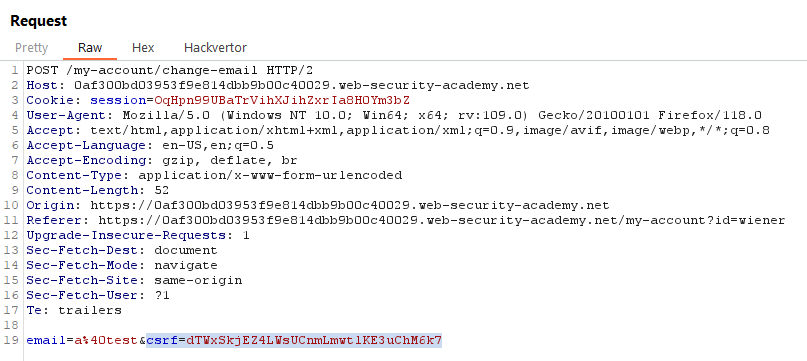 Request
Pretty Raw Hex Hackvertor
1 POST /my-account/change-email HTTP/2
2 Host: 0af300bd03953f9e814dbb9b00c40029.web-security-academy.net
3 Cookie: session=OqHpn99UBaTrVihXJihZxrIa8HOYm3bZ
4 User-Agent: Mozilla/5.0 (Windows NT 10.0; Win64; x64; rv:109.0) Gecko/20100101 Firefox/118.0
5 Accept: text/html,application/xhtml+xml,application/xml;q=0.9,image/avif,image/webp,*/*;q=0.8
6 Accept-Language: en-US,en;q=0.5
7 Accept-Encoding: gzip, deflate, br
8 Content-Type: application/x-www-form-urlencoded
9 Content-Length: 52
10 Origin: https://0af300bd03953f9e814dbb9b00c40029.web-security-academy.net
11 Referer: https://0af300bd03953f9e814dbb9b00c40029.web-security-academy.net/my-account?id=wiener
12 Upgrade-Insecure-Requests: 1
13 Sec-Fetch-Dest: document
14 Sec-Fetch-Mode: navigate
15 Sec-Fetch-Site: same-origin
16 Sec-Fetch-User: ?1
17 Te: trailers
18
19 email=a%40test&csrf=dTWxSkjEZ4LWsUCnmLmwtlKE3uChM6k7